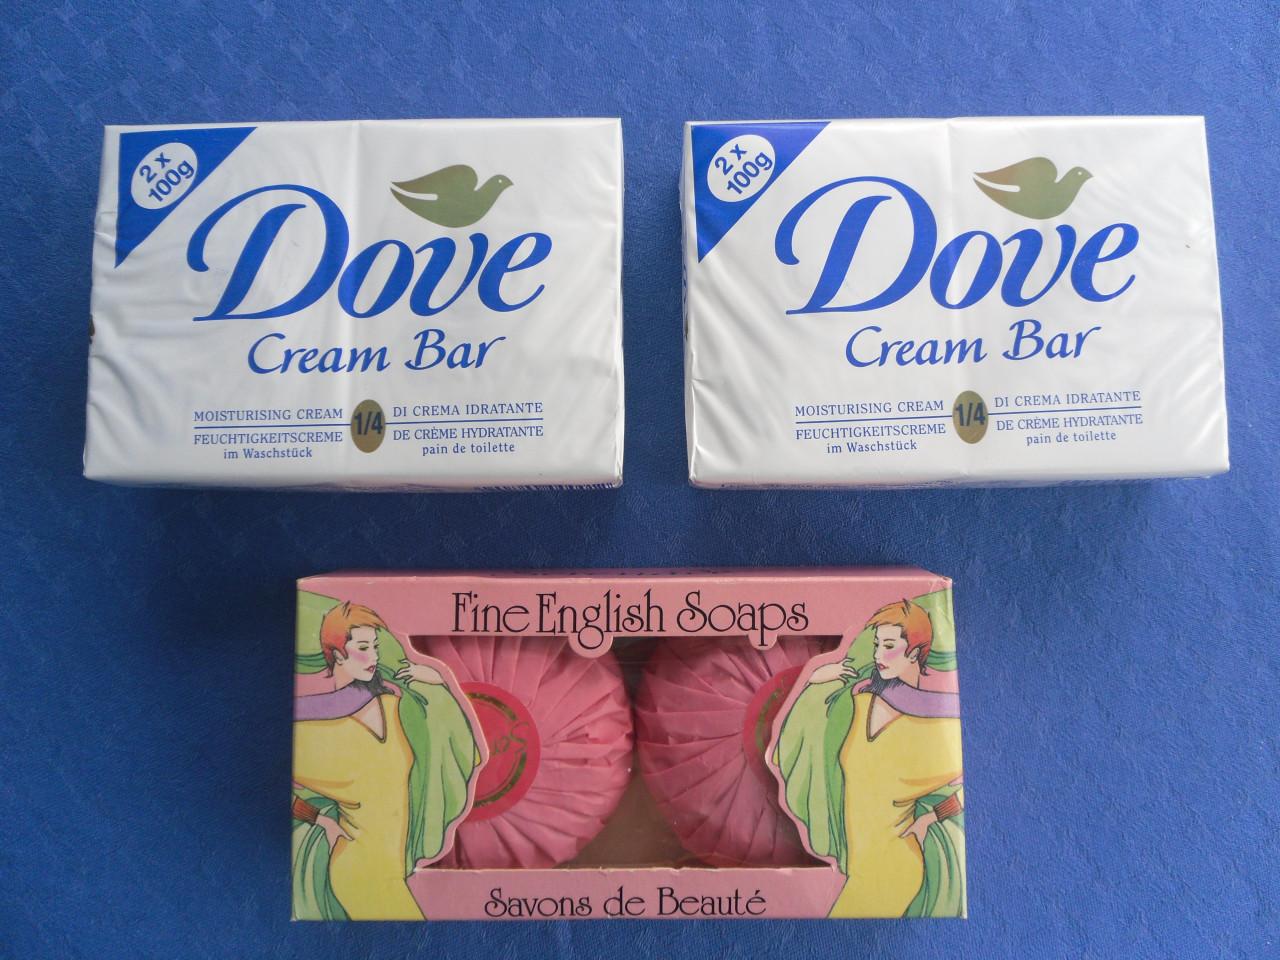 2 x
100g
Dove
Cream Bar
MOISTURISING CREAM 1/4 DI CREMA IDRATANTE
FEUCHTIGKEITSCREME DE CRÈME HYDRATANTE
im Waschstück pain de toilette
2 x
100g
Dove
Cream Bar
MOISTURISING CREAM 1/4 DI CREMA IDRATANTE
FEUCHTIGKEITSCREME DE CRÈME HYDRATANTE
im Waschstück pain de toilette
Fine English Soaps
Savons de Beauté